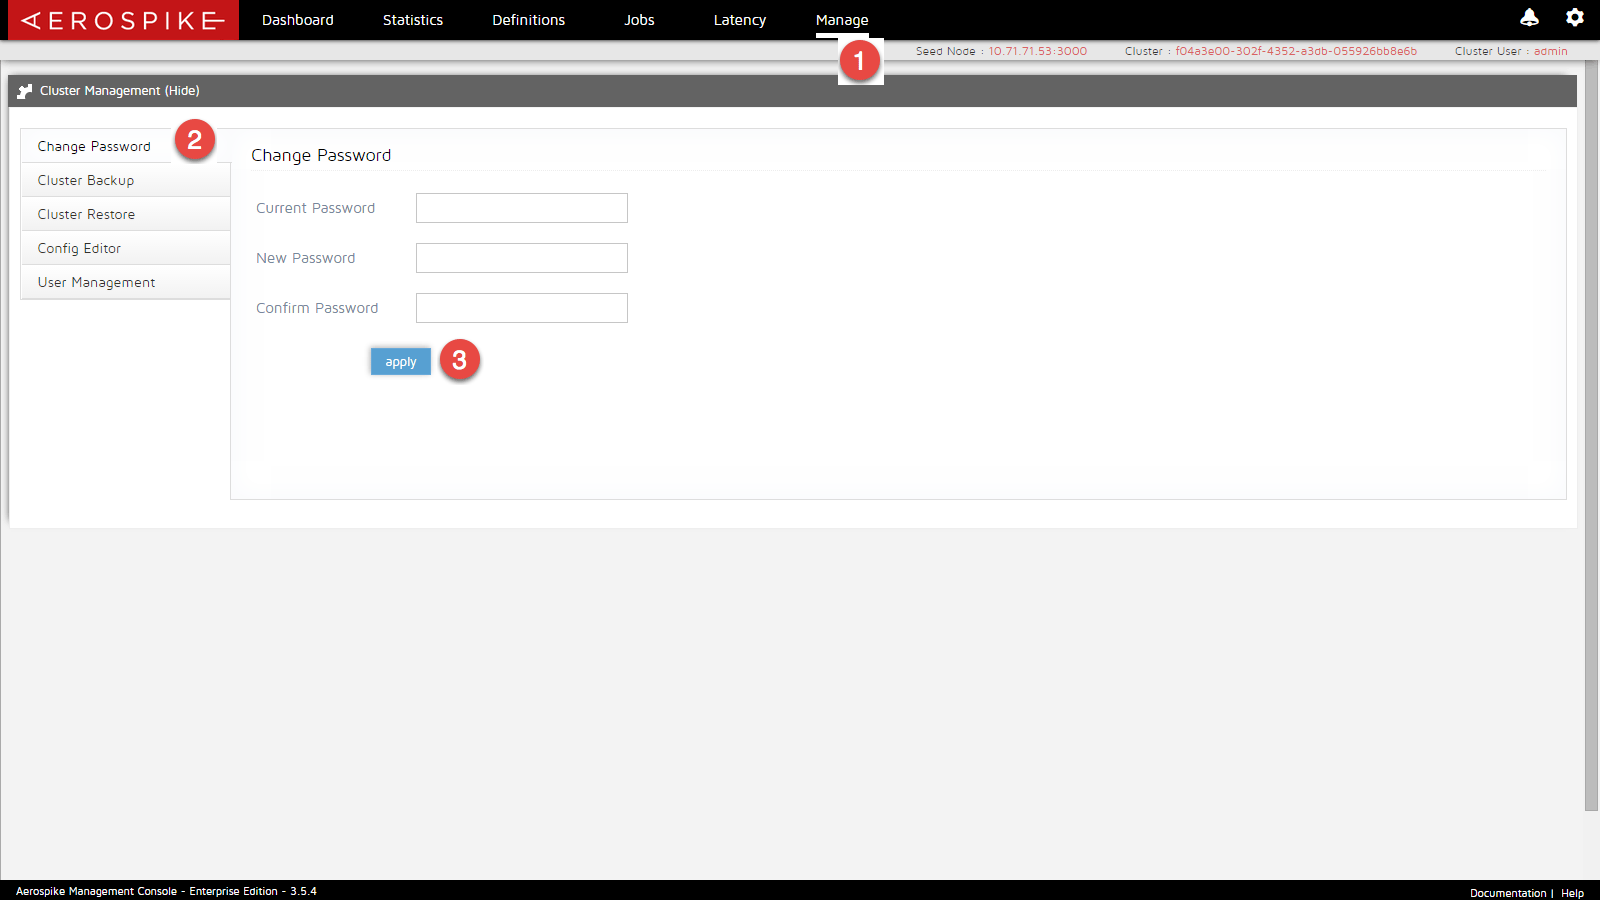 AEROSPIKE Dashboard Statistics Definitions Jobs Latency Manage
Seed Node : 10.71.71.53:3000 Cluster : f04a3e00-302f-4352-a3db-055926bb8e6b Cluster User : admin
1
Cluster Management (Hide)
Change Password 2
Cluster Backup
Cluster Restore
Config Editor
User Management
Change Password
Current Password
New Password
Confirm Password
apply 3
Aerospike Management Console - Enterprise Edition - 3.5.4
Documentation | Help